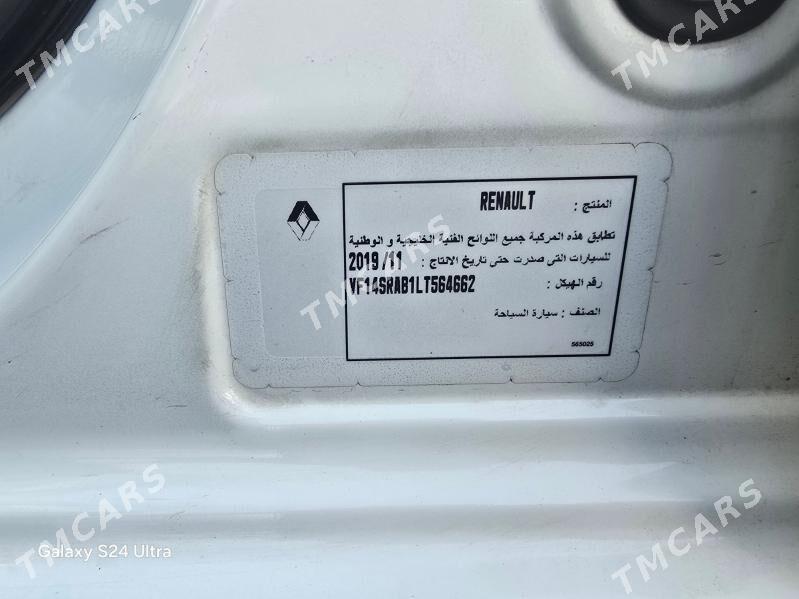 TMCARS
TMCARS
المنتج : RENAULT
تطابق هذه المركبة جميع اللوائح الفنية الخليجية و الوطنية
للسيارات التي صدرت حتى تاريخ الانتاج : 2019/11
رقم الهيكل : VF14SRAB1LT564662
الصنف : سيارة السياحة
565025
TMCARS
TMCARS
TMCARS
Galaxy S24 Ultra